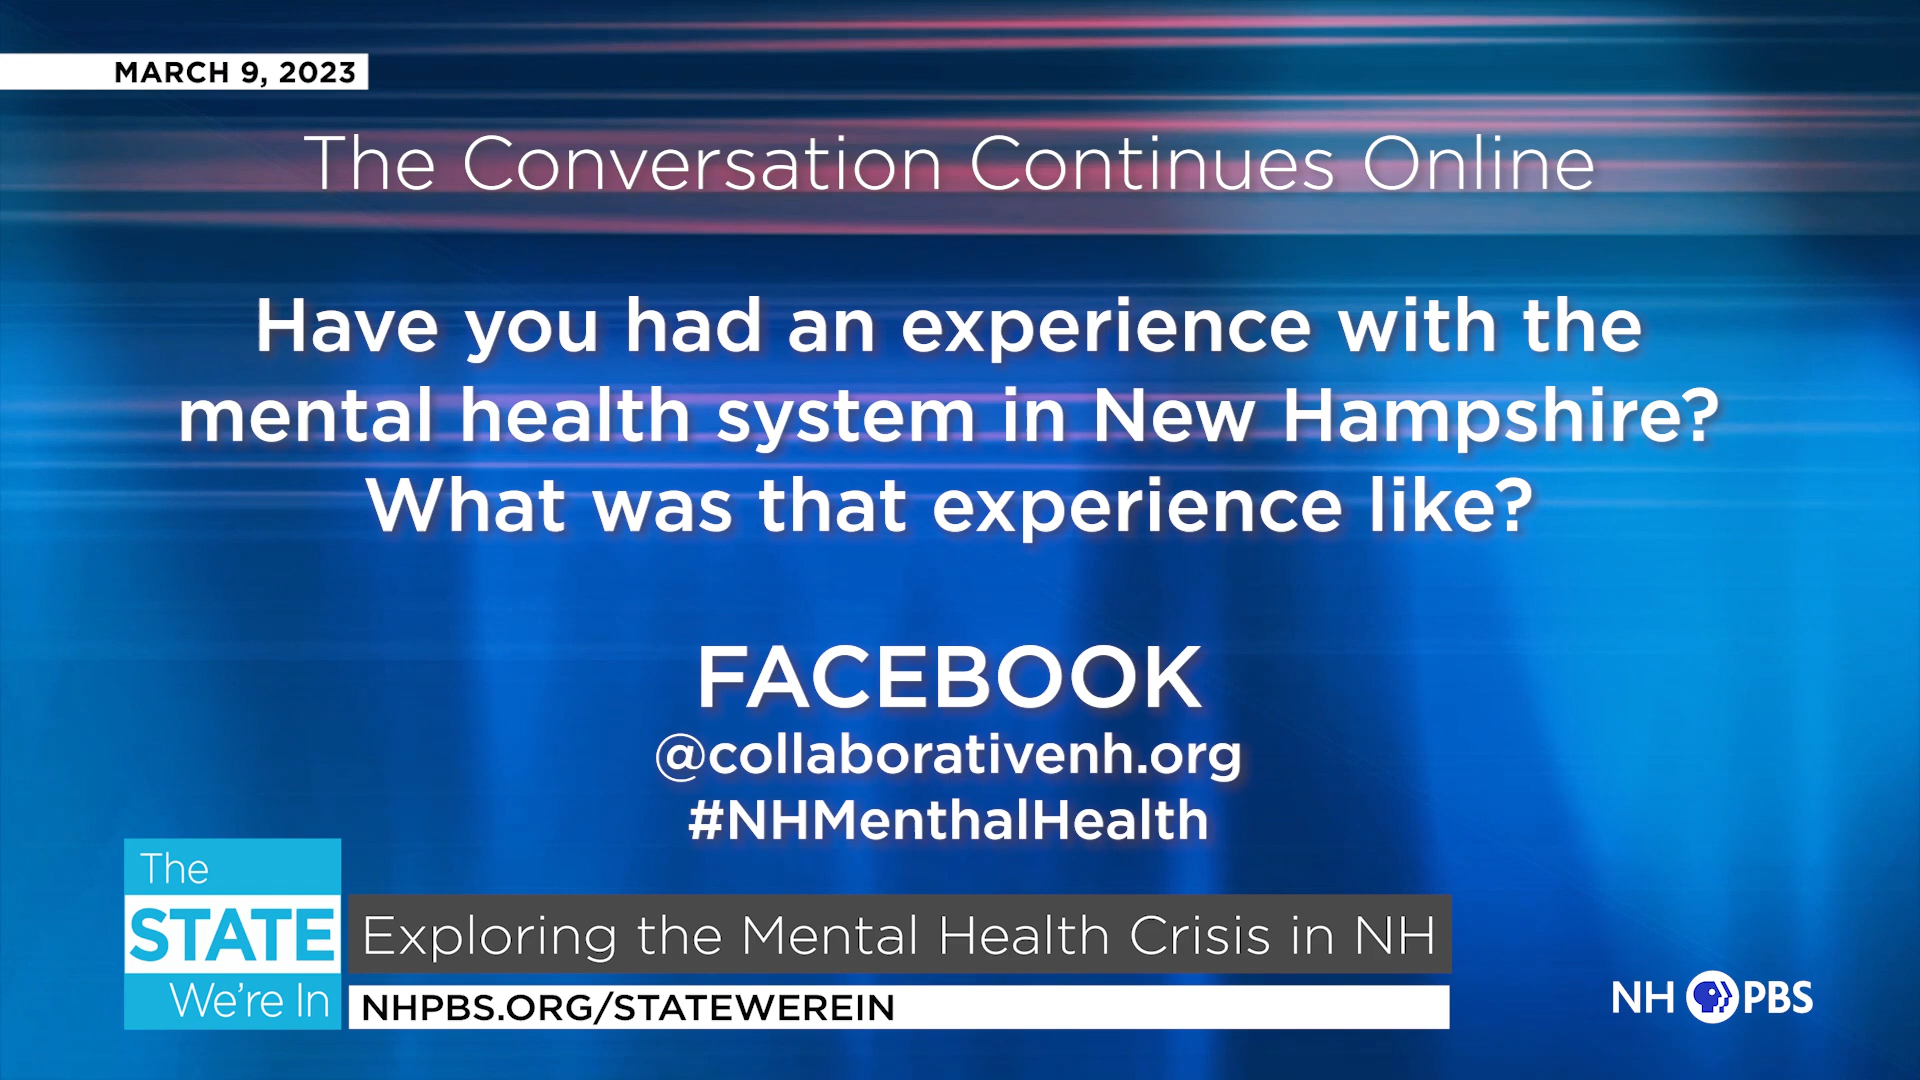 MARCH 9, 2023
The Conversation Continues Online
Have you had an experience with the
mental health system in New Hampshire?
What was that experience like?
FACEBOOK
@collaborativenh.org
#NHMenthalHealth
The
STATE
We're In
Exploring the Mental Health Crisis in NH
NHPBS.ORG/STATEWEREIN
NH PBS